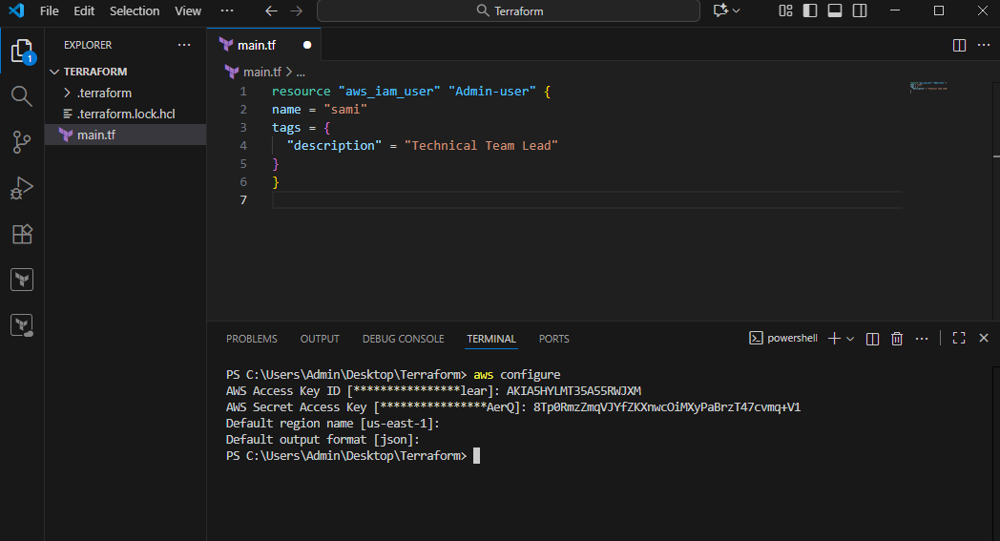 File Edit Selection View ··· Terraform
EXPLORER ···
TERRAFORM
.terraform
.terraform.lock.hcl
main.tf
1
main.tf
main.tf > ...
1 resource "aws_iam_user" "Admin-user" {
2 name = "sami"
3 tags = {
4 "description" = "Technical Team Lead"
5 }
6 }
7
PROBLEMS OUTPUT DEBUG CONSOLE TERMINAL PORTS powershell
PS C:\Users\Admin\Desktop\Terraform> aws configure
AWS Access Key ID [****************lear]: AKIA5HYLMT35A55RWJXM
AWS Secret Access Key [****************AerQ]: 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
Default region name [us-east-1]:
Default output format [json]:
PS C:\Users\Admin\Desktop\Terraform>